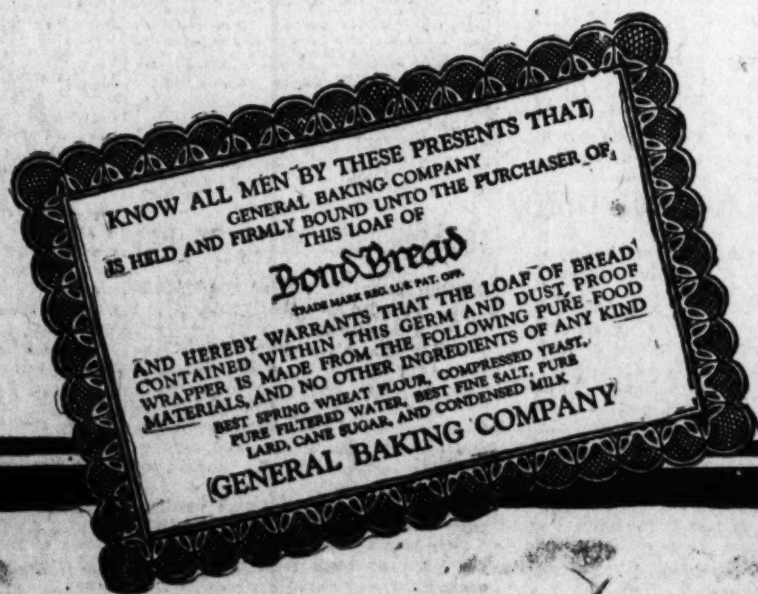 KNOW ALL MEN BY THESE PRESENTS THAT
GENERAL BAKING COMPANY
IS HELD AND FIRMLY BOUND UNTO THE PURCHASER OF
THIS LOAF OF
Bond Bread
TRADE MARK REG. U.S. PAT. OFF.
AND HEREBY WARRANTS THAT THE LOAF OF BREAD
CONTAINED WITHIN THIS GERM AND DUST PROOF
WRAPPER IS MADE FROM THE FOLLOWING PURE FOOD
MATERIALS, AND NO OTHER INGREDIENTS OF ANY KIND
BEST SPRING WHEAT FLOUR, COMPRESSED YEAST,
PURE FILTERED WATER, BEST FINE SALT, PURE
LARD, CANE SUGAR, AND CONDENSED MILK
GENERAL BAKING COMPANY